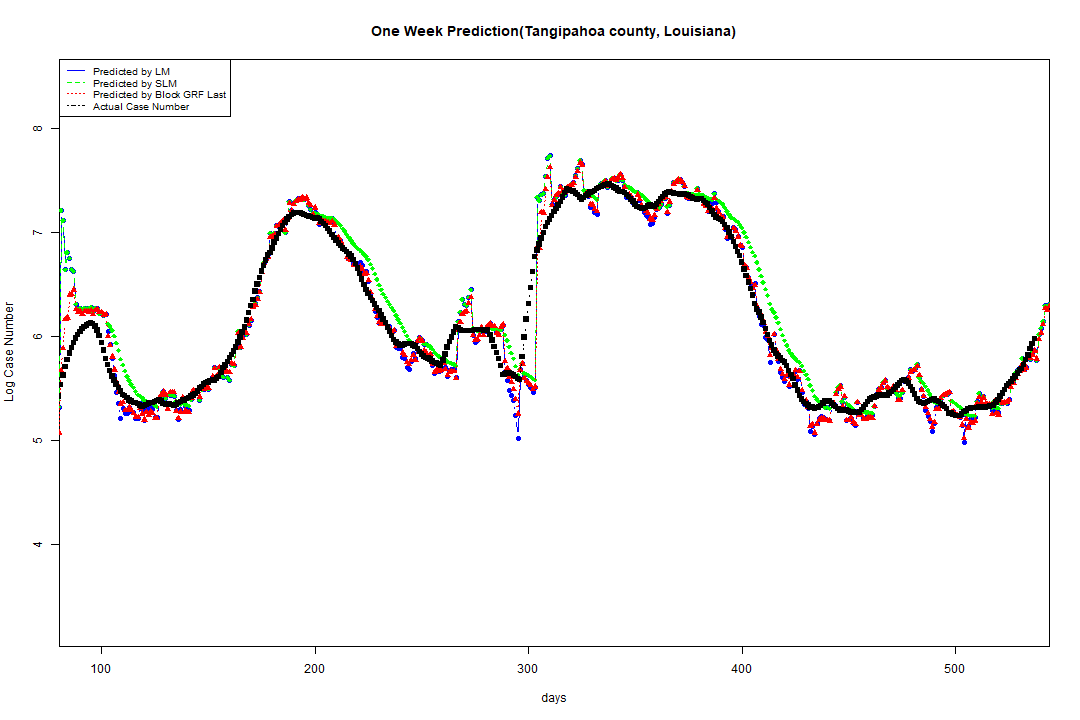 One Week Prediction(Tangipahoa county, Louisiana)
Predicted by LM
Predicted by SLM
Predicted by Block GRF Last
Actual Case Number
8
7
6
5
4
Log Case Number
100 200 300 400 500
days